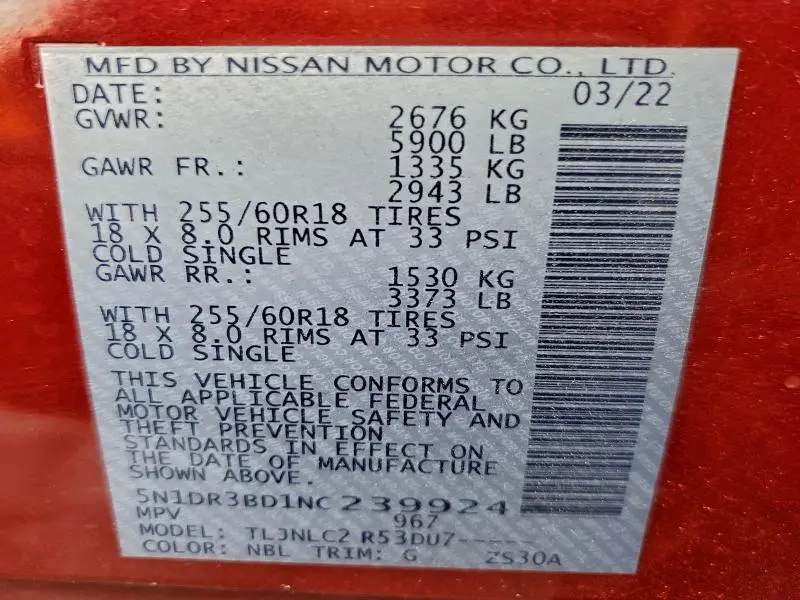 MFD BY NISSAN MOTOR CO., LTD.
DATE: 03/22
GVWR: 2676 KG
5900 LB
GAWR FR.: 1335 KG
2943 LB
WITH 255/60R18 TIRES
18 X 8.0 RIMS AT 33 PSI
COLD SINGLE
GAWR RR.: 1530 KG
3373 LB
WITH 255/60R18 TIRES
18 X 8.0 RIMS AT 33 PSI
COLD SINGLE
THIS VEHICLE CONFORMS TO
ALL APPLICABLE FEDERAL
MOTOR VEHICLE SAFETY AND
THEFT PREVENTION
STANDARDS IN EFFECT ON
THE DATE OF MANUFACTURE
SHOWN ABOVE.
5N1DR3BD1NC239924
MPV 967
MODEL: TLJNLC2 R53DU7-----
COLOR: NBL TRIM: G ZS30A